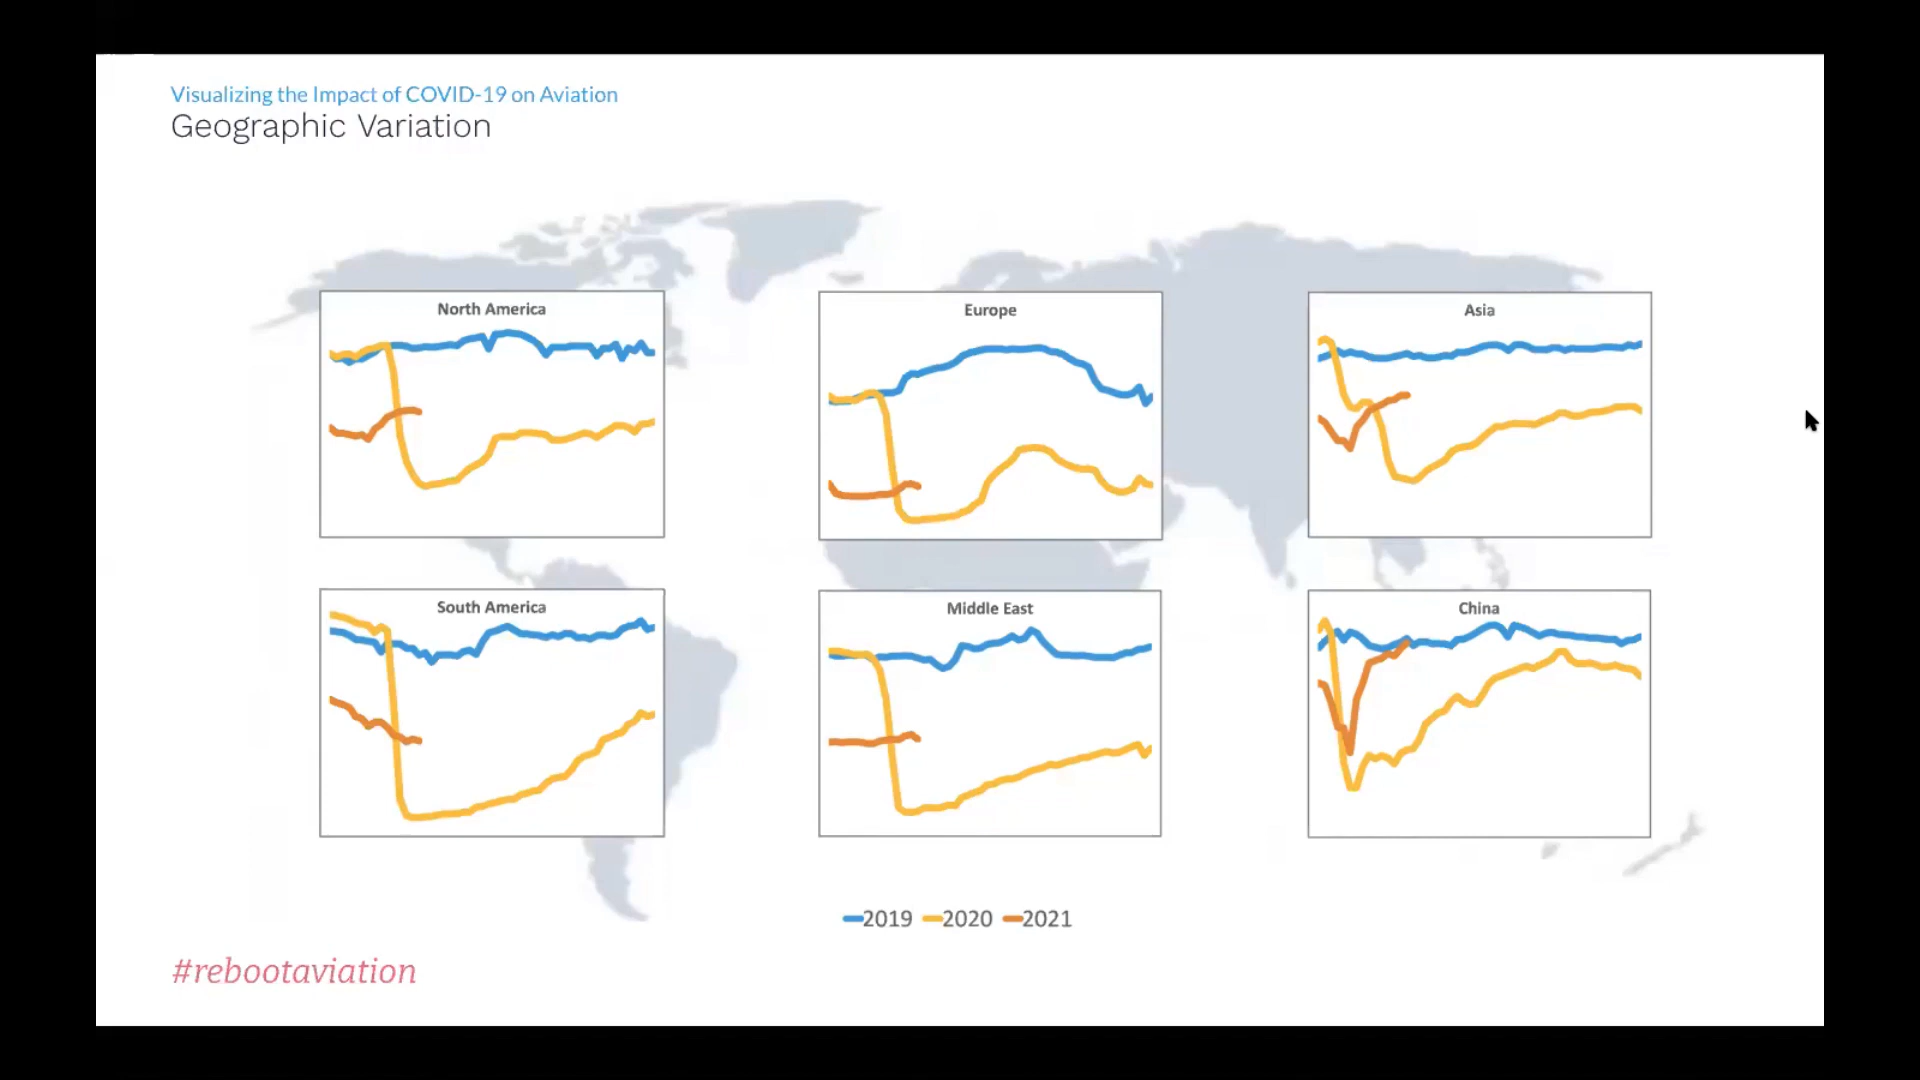 Visualizing the Impact of COVID-19 on Aviation
Geographic Variation
North America
Europe
Asia
South America
Middle East
China
2019 2020 2021
#rebootaviation